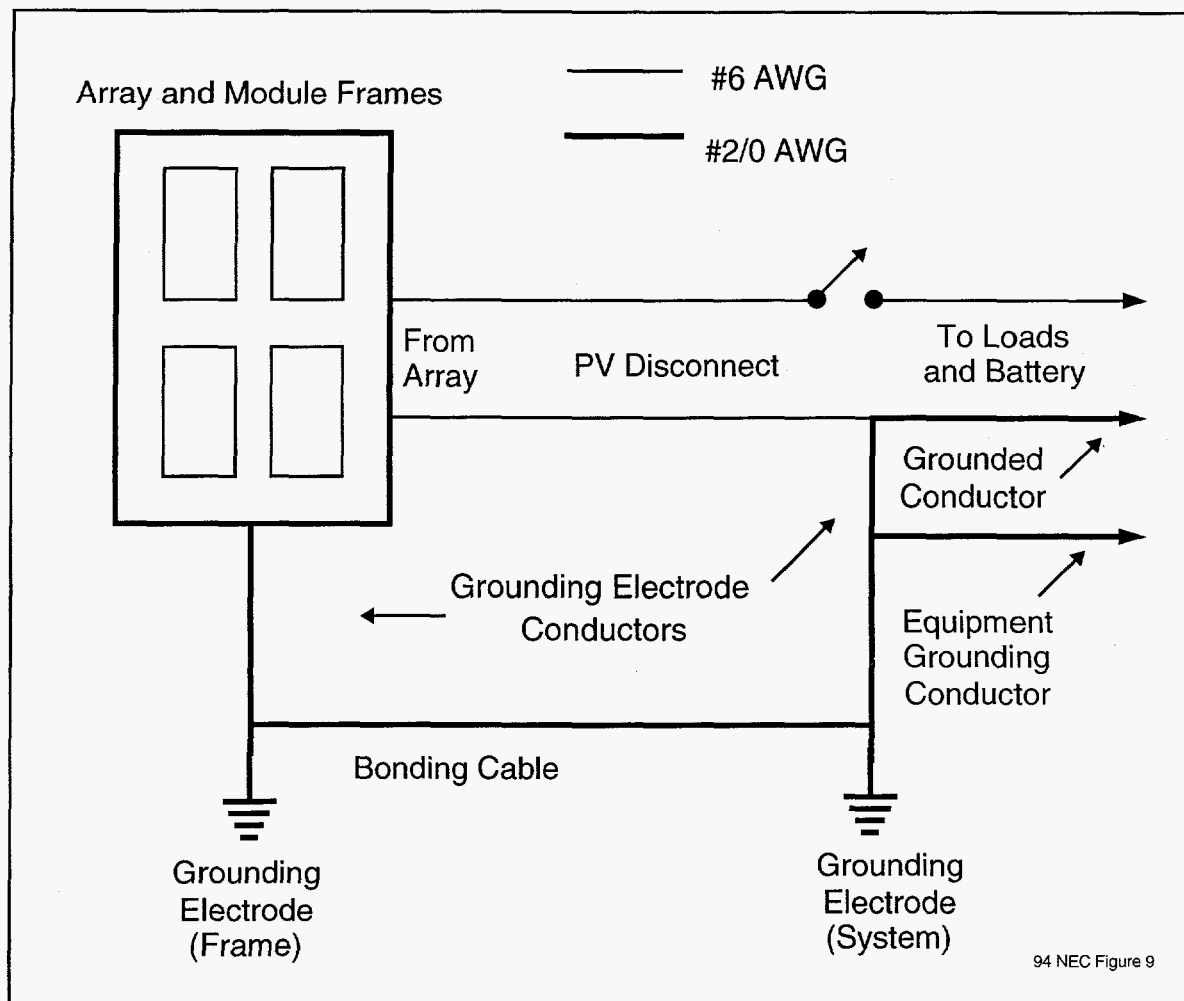 Array and Module Frames
#6 AWG
#2/0 AWG
From
Array
PV Disconnect
To Loads
and Battery
Grounded
Conductor
Grounding Electrode
Conductors
Equipment
Grounding
Conductor
Bonding Cable
Grounding
Electrode
(Frame)
Grounding
Electrode
(System)
94 NEC Figure 9